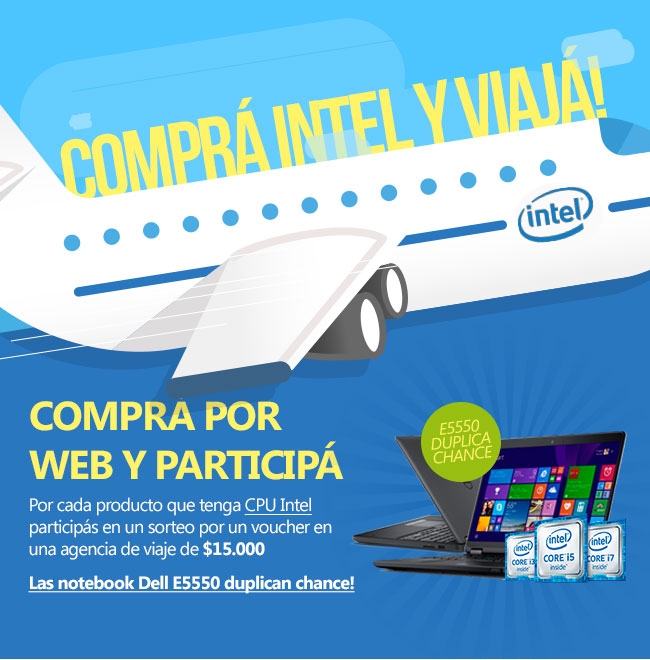 COMPRÁ INTEL Y VIAJÁ!
intel
COMPRA POR
WEB Y PARTICIPÁ
Por cada producto que tenga CPU Intel
participás en un sorteo por un voucher en
una agencia de viaje de $15.000
Las notebook Dell E5550 duplican chance!
E5550
DUPLICA
CHANCE
intel
CORE i3
inside
intel
CORE i5
inside
intel
CORE i7
inside